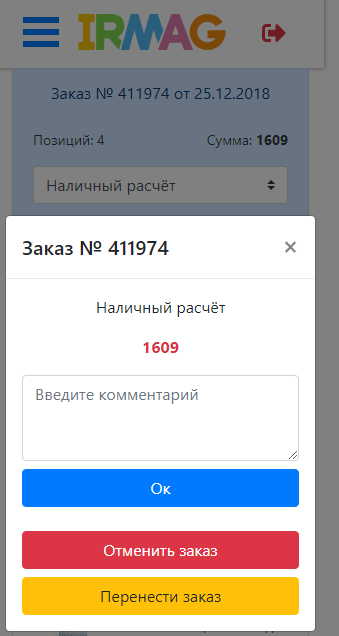 IRMAG
Заказ № 411974 от 25.12.2018
Позиций: 4 Сумма: 1609
Наличный расчёт
Заказ № 411974 ×
Наличный расчёт
1609
Введите комментарий
Ок
Отменить заказ
Перенести заказ